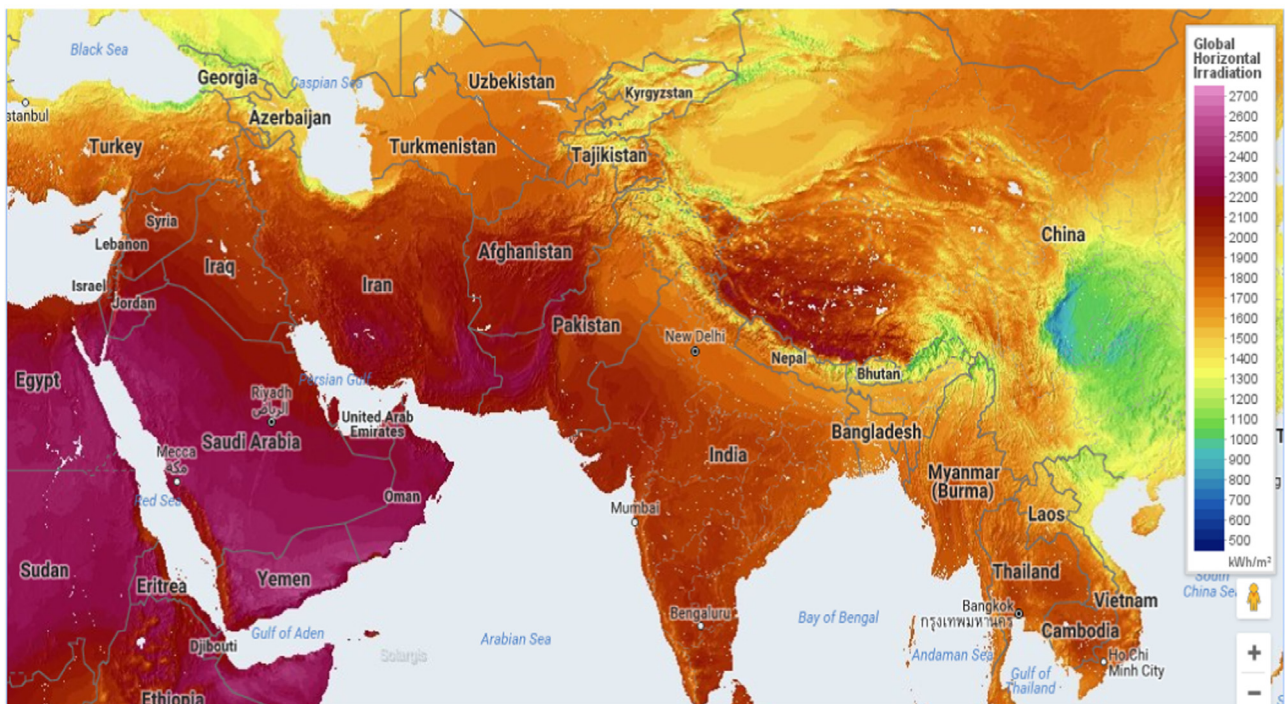 Black Sea
Georgia
Caspian Sea
Uzbekistan
Kyrgyzstan
stanbul
Azerbaijan
Turkey
Turkmenistan
Tajikistan
Syria
Lebanon
Iraq
Afghanistan
China
Israel
Iran
Jordan
Pakistan
New Delhi
Nepal
Bhutan
Egypt
Persian Gulf
Riyadh
الرياض
United Arab
Emirates
Saudi Arabia
Bangladesh
Mecca
مكة
India
Myanmar
(Burma)
Oman
Red Sea
Mumbai
Laos
Sudan
Eritrea
Yemen
Thailand
Vietnam
Bengaluru
Bay of Bengal
Bangkok
กรุงเทพมหานคร
Gulf of Aden
Arabian Sea
Cambodia
Djibouti
Solargis
Andaman Sea
Ho Chi
Minh City
Gulf of
Thailand
Ethiopia
South
China Sea
Global
Horizontal
Irradiation
2700
2600
2500
2400
2300
2200
2100
2000
1900
1800
1700
1600
1500
1400
1300
1200
1100
1000
900
800
700
600
500
kWh/m²
+
−